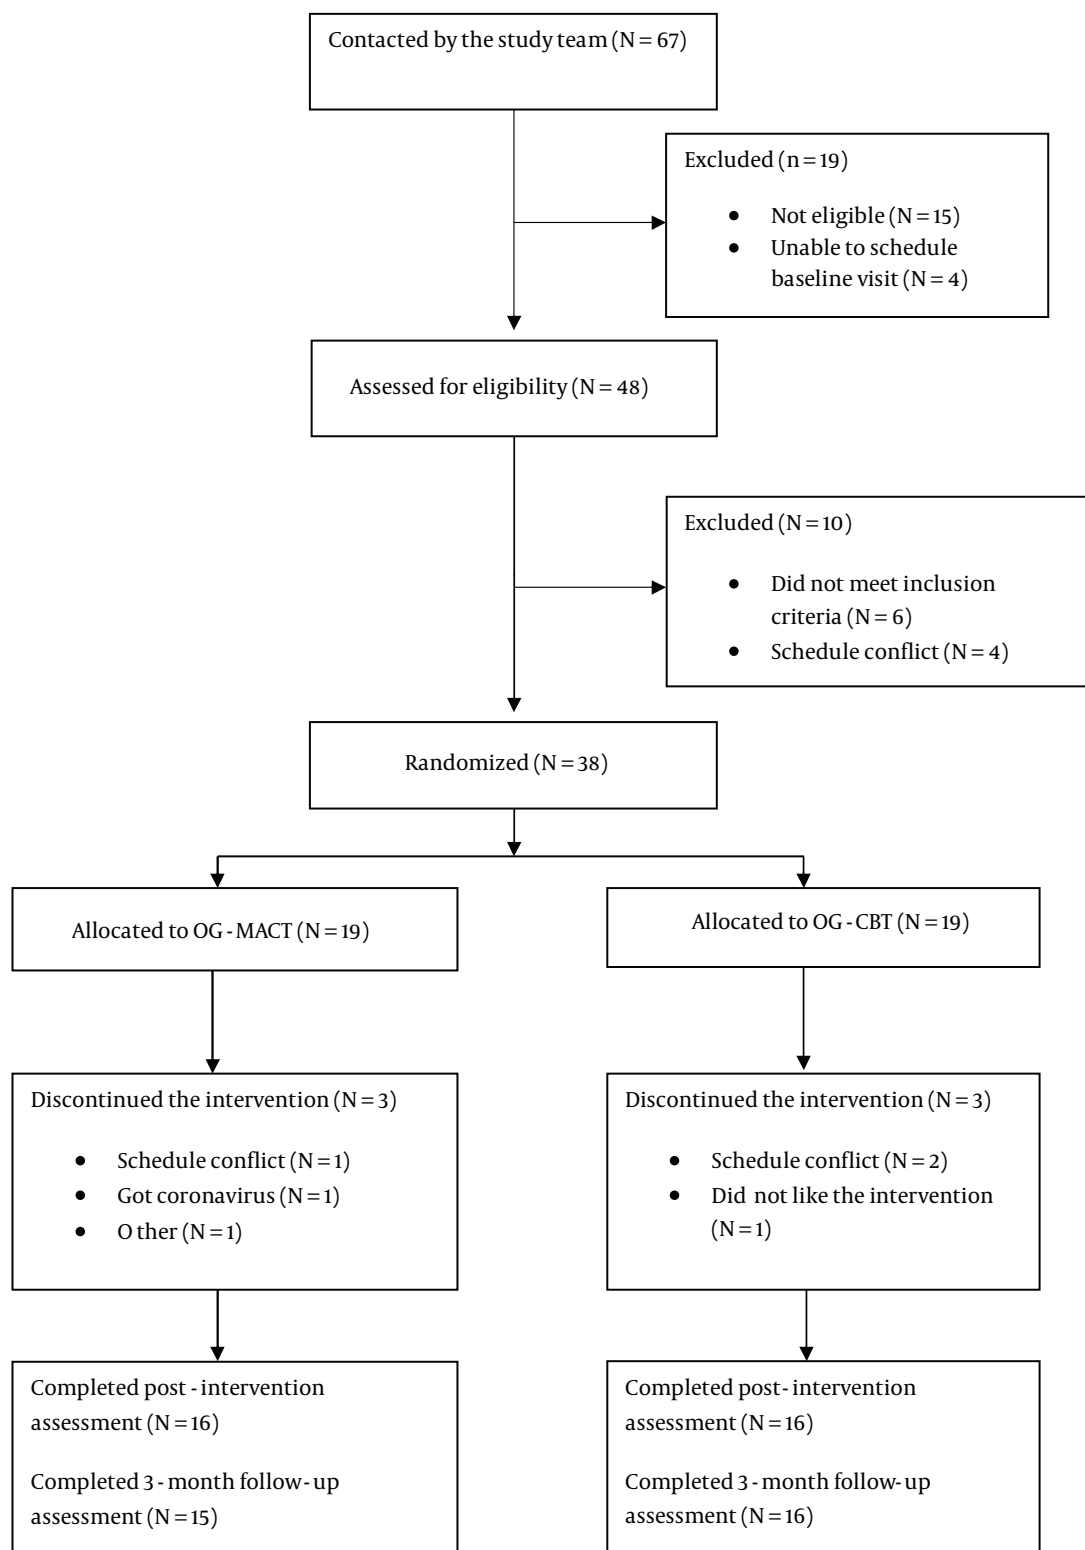 Contacted by the study team (N = 67)
Excluded (n = 19)
• Not eligible (N = 15)
• Unable to schedule
baseline visit (N = 4)
Assessed for eligibility (N = 48)
Excluded (N = 10)
• Did not meet inclusion
criteria (N = 6)
• Schedule conflict (N = 4)
Randomized (N = 38)
Allocated to OG - MACT (N = 19)
Allocated to OG - CBT (N = 19)
Discontinued the intervention (N = 3)
• Schedule conflict (N = 1)
• Got coronavirus (N = 1)
• O ther (N = 1)
Discontinued the intervention (N = 3)
• Schedule conflict (N = 2)
• Did not like the intervention
(N = 1)
Completed post - intervention
assessment (N = 16)
Completed 3 - month follow- up
assessment (N = 15)
Completed post- intervention
assessment (N = 16)
Completed 3 - month follow- up
assessment (N = 16)